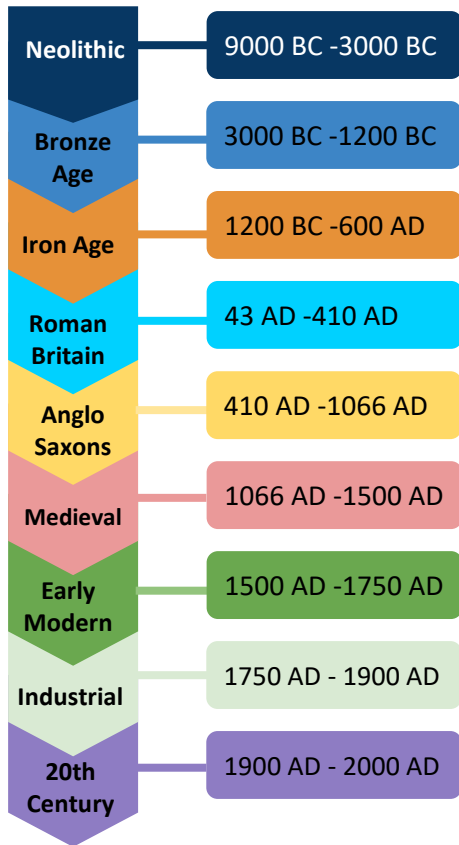 Neolithic
9000 BC -3000 BC
Bronze
Age
3000 BC -1200 BC
Iron Age
1200 BC -600 AD
Roman
Britain
43 AD -410 AD
Anglo
Saxons
410 AD -1066 AD
Medieval
1066 AD -1500 AD
Early
Modern
1500 AD -1750 AD
Industrial
1750 AD - 1900 AD
20th
Century
1900 AD - 2000 AD